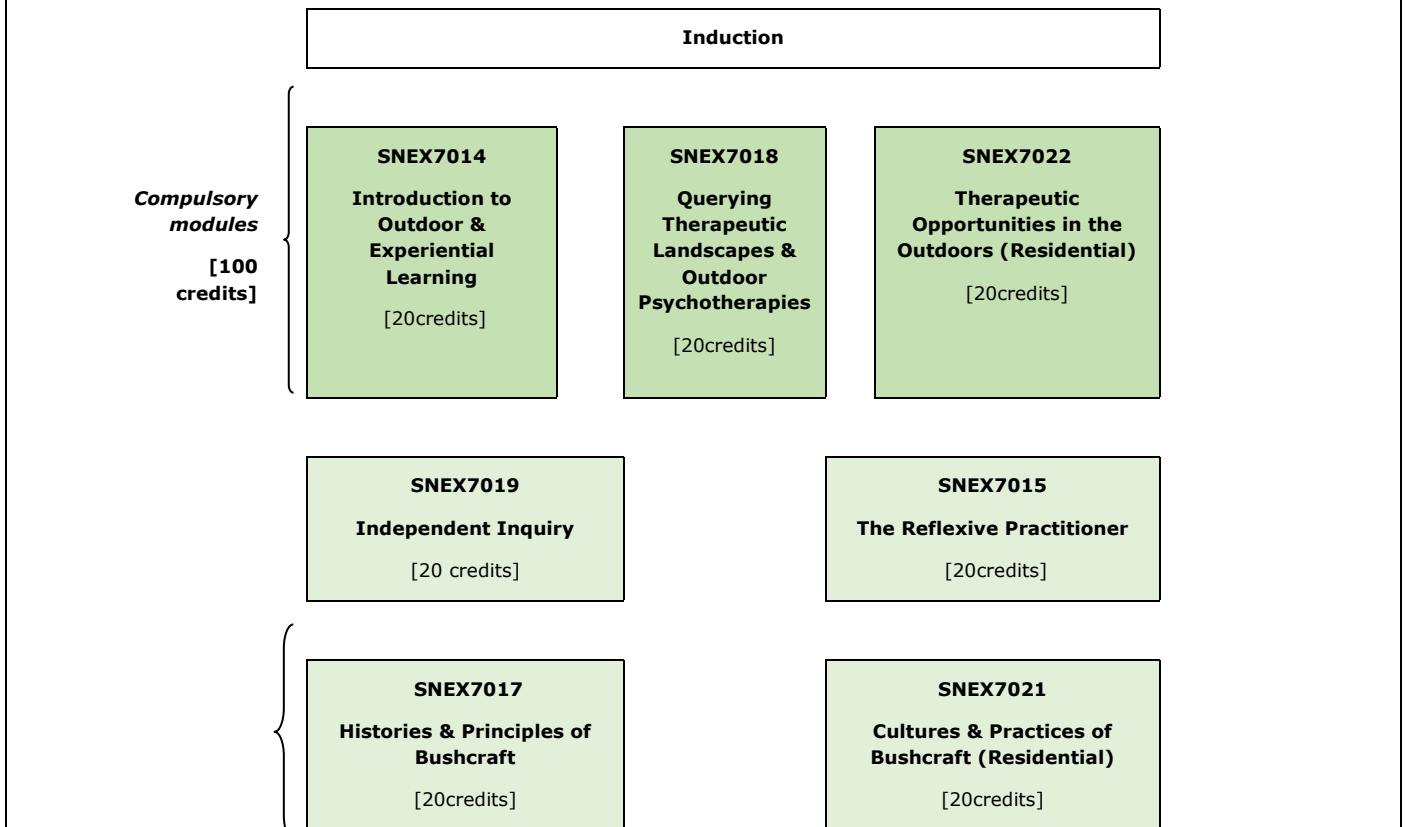 Induction
Compulsory
modules
[100
credits]
SNEX7014
Introduction to
Outdoor &
Experiential
Learning
[20credits]
SNEX7018
Querying
Therapeutic
Landscapes &
Outdoor
Psychotherapies
[20credits]
SNEX7022
Therapeutic
Opportunities in the
Outdoors (Residential)
[20credits]
SNEX7019
Independent Inquiry
[20 credits]
SNEX7015
The Reflexive Practitioner
[20credits]
SNEX7017
Histories & Principles of
Bushcraft
[20credits]
SNEX7021
Cultures & Practices of
Bushcraft (Residential)
[20credits]